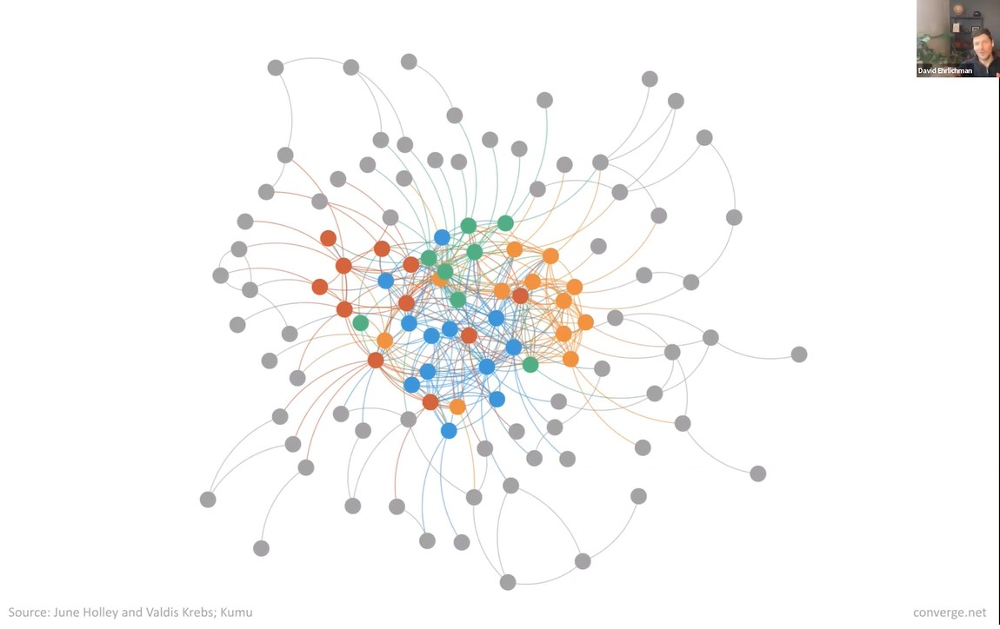 David Ehrlichman
Source: June Holley and Valdis Krebs; Kumu
converge.net